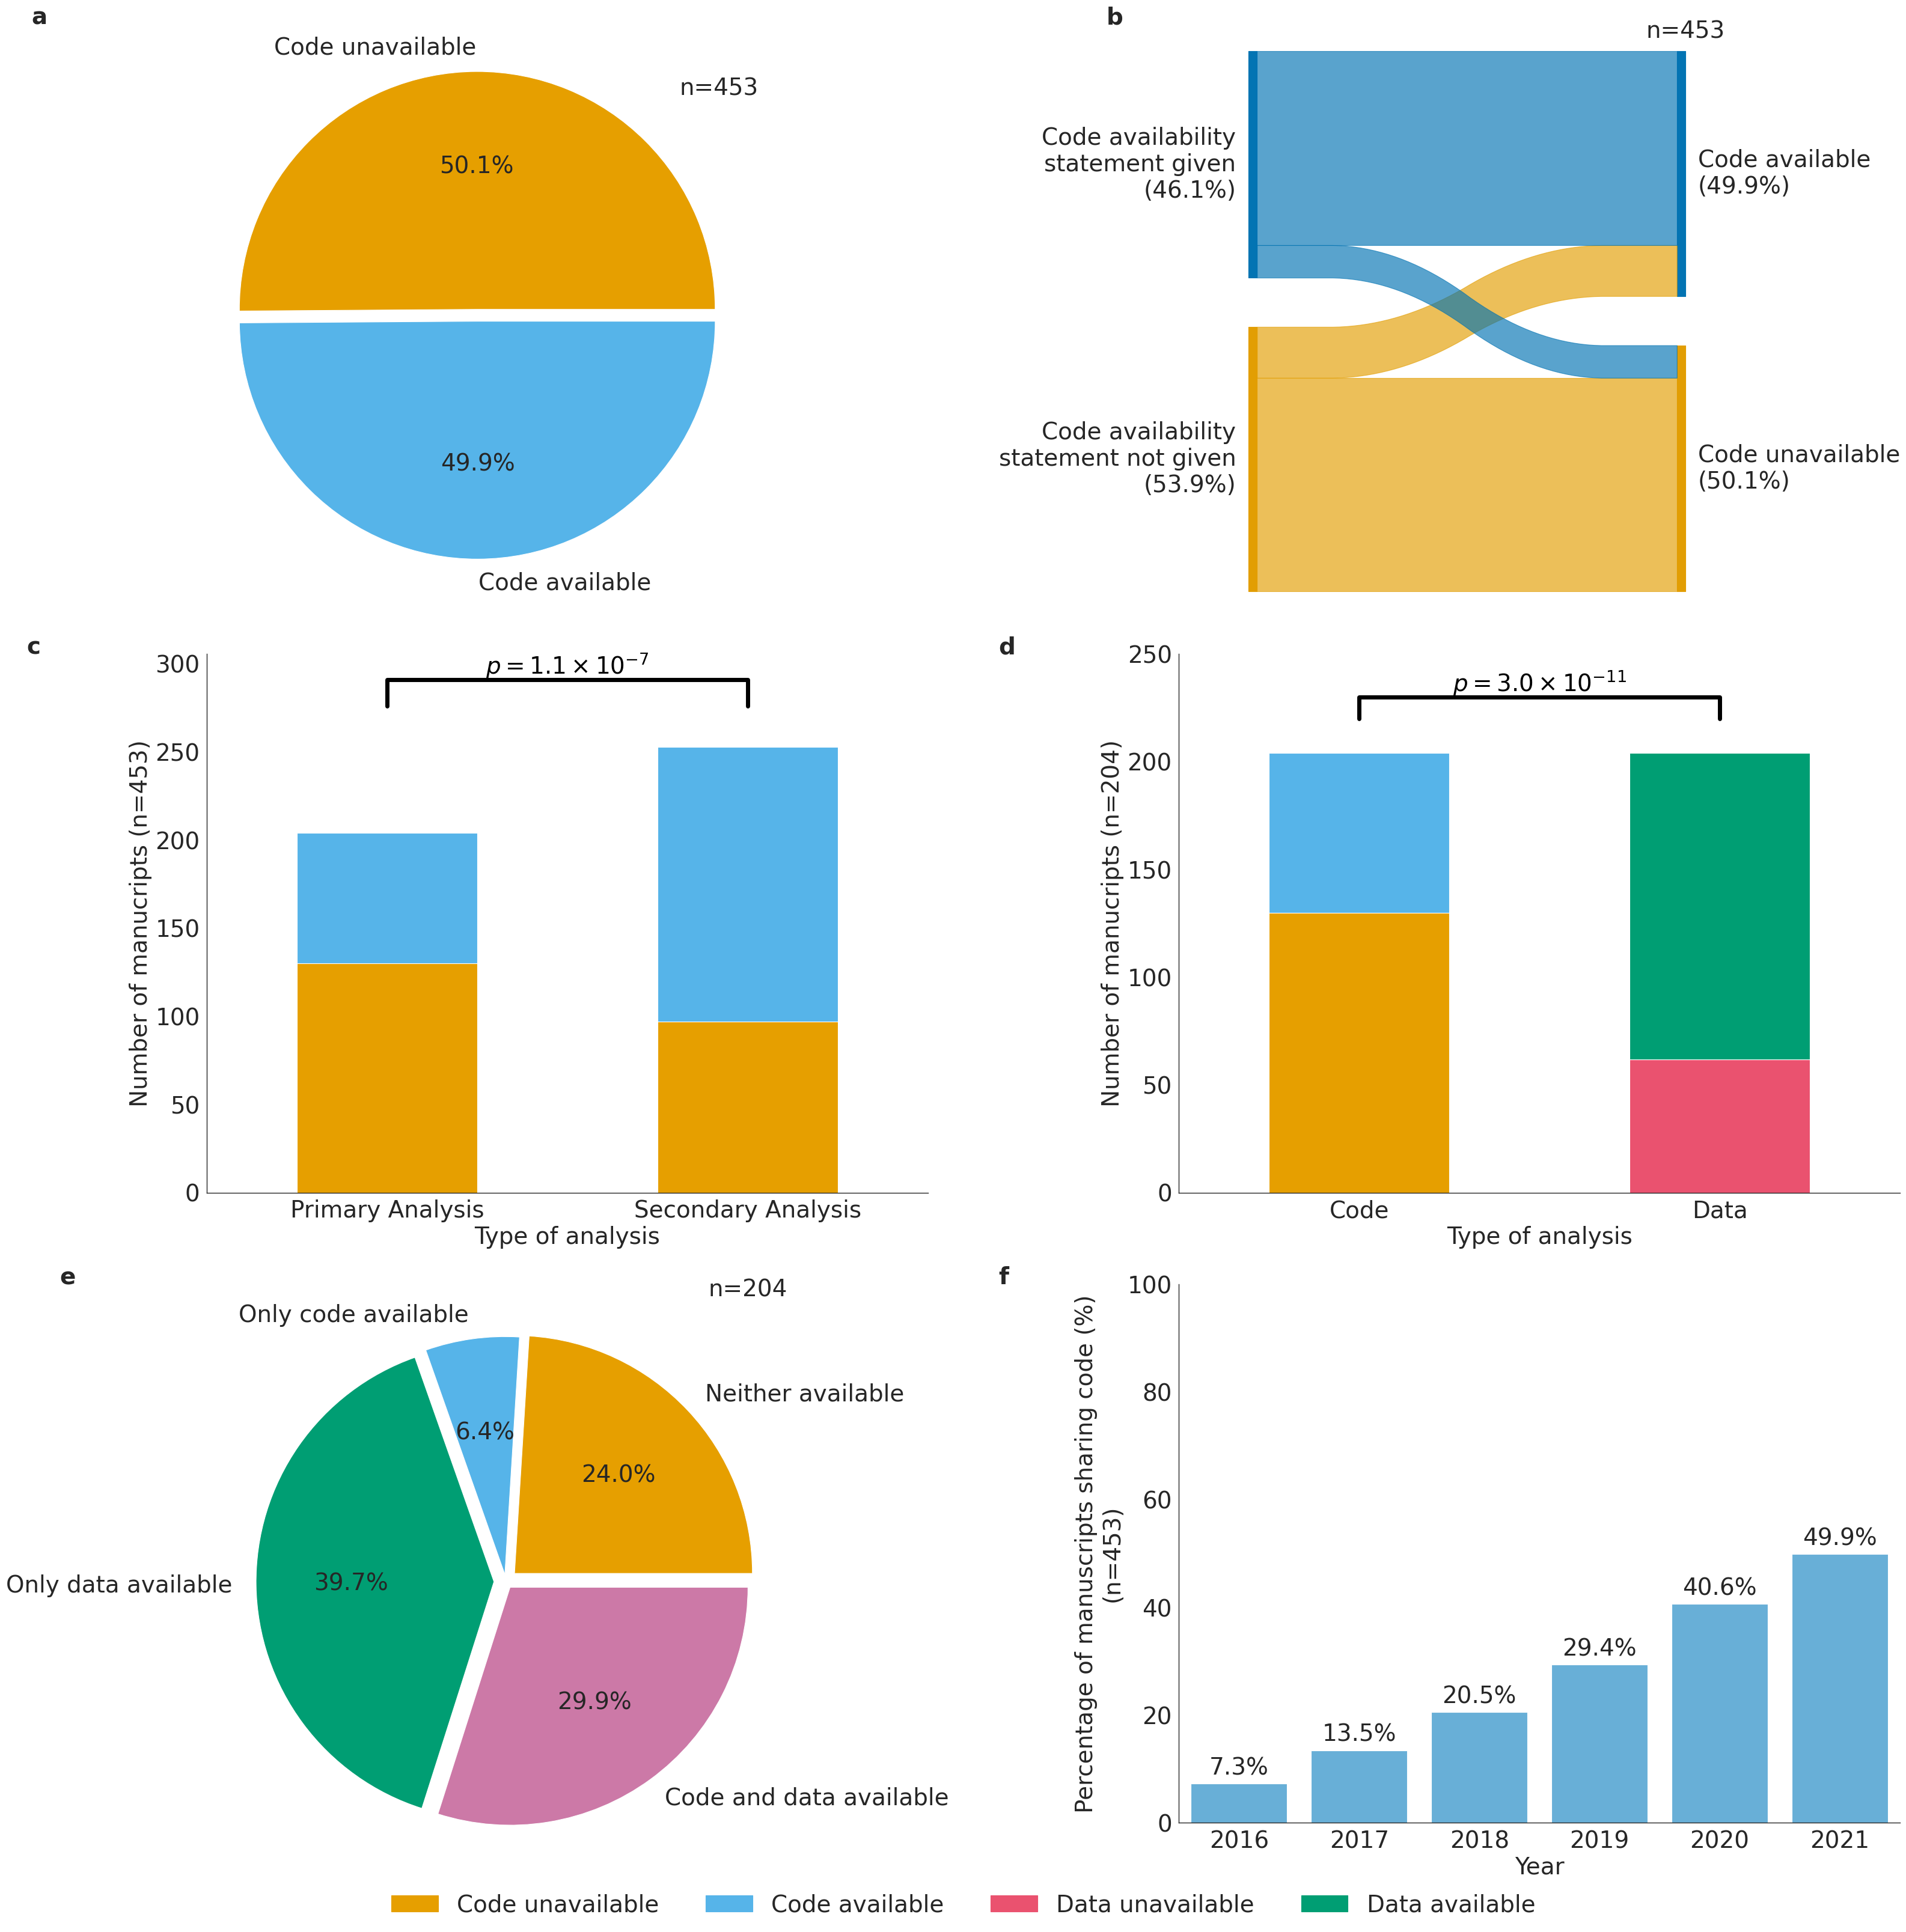 a
Code unavailable
n=453
50.1%
49.9%
Code available
b
n=453
Code availability
statement given
(46.1%)
Code available
(49.9%)
Code availability
statement not given
(53.9%)
Code unavailable
(50.1%)
c
Number of manucripts (n=453)
300
250
200
150
100
50
0
p = 1.1 × 10⁻⁷
Primary Analysis
Secondary Analysis
Type of analysis
d
Number of manucripts (n=204)
250
200
150
100
50
0
p = 3.0 × 10⁻¹¹
Code
Data
Type of analysis
e
n=204
Only code available
Neither available
6.4%
24.0%
Only data available
39.7%
29.9%
Code and data available
f
Percentage of manuscripts sharing code (%)
(n=453)
100
80
60
40
20
0
7.3%
13.5%
20.5%
29.4%
40.6%
49.9%
2016
2017
2018
2019
2020
2021
Year
Code unavailable
Code available
Data unavailable
Data available